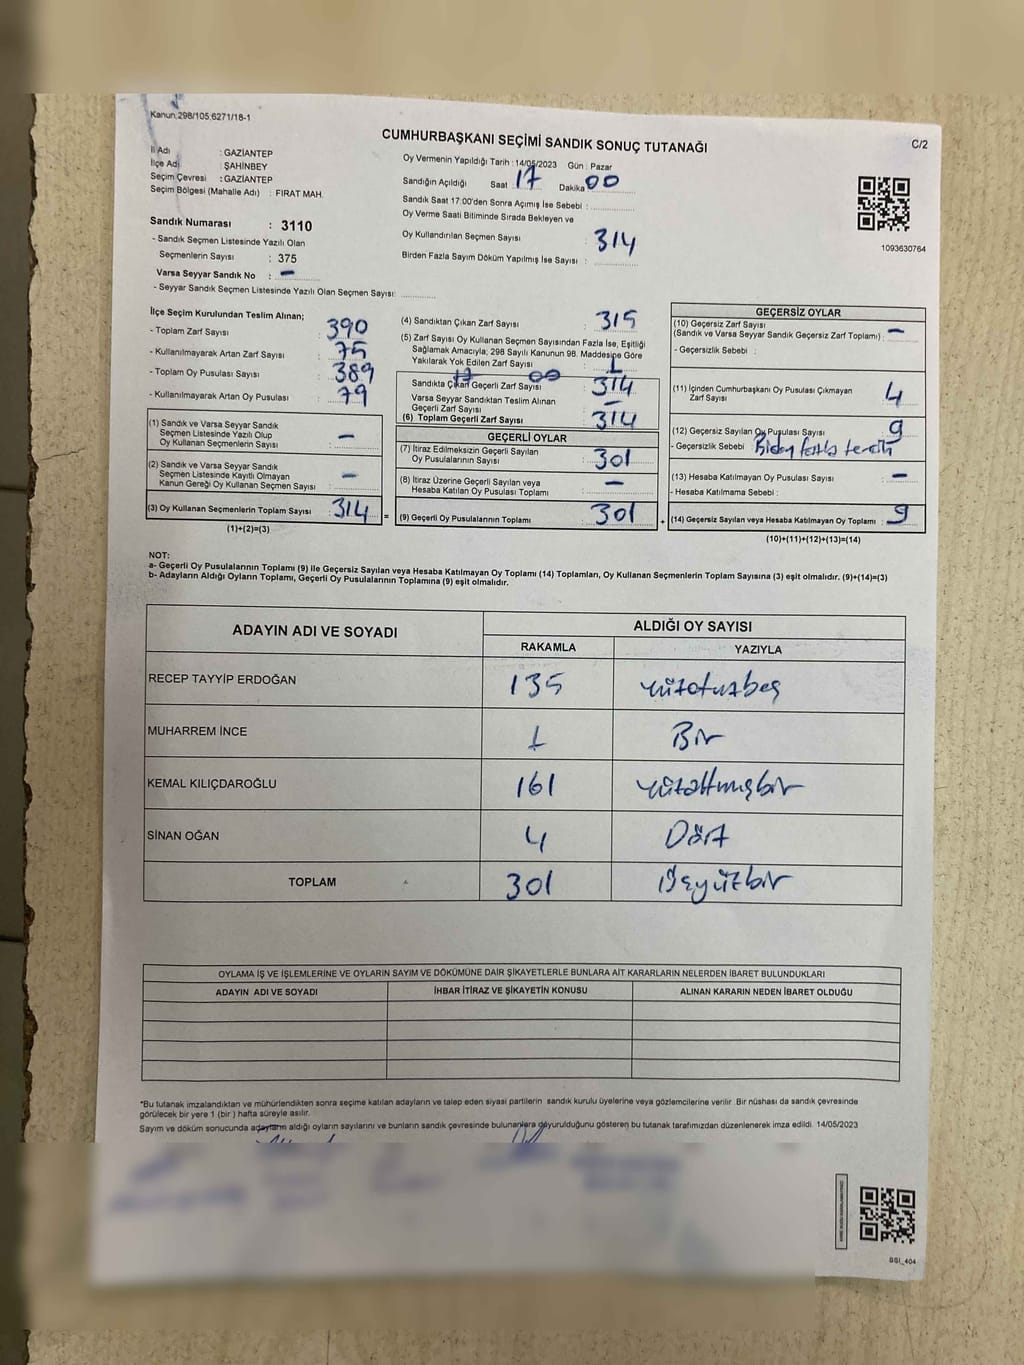 Kanun:298/105;6271/18-1
CUMHURBAŞKANI SEÇİMİ SANDIK SONUÇ TUTANAĞI
C/2
İl Adı : GAZİANTEP
İlçe Adı : ŞAHİNBEY
Seçim Çevresi : GAZİANTEP
Seçim Bölgesi (Mahalle Adı) : FIRAT MAH.
Sandık Numarası : 3110
- Sandık Seçmen Listesinde Yazılı Olan
Seçmenlerin Sayısı : 375
Varsa Seyyar Sandık No : -
- Seyyar Sandık Seçmen Listesinde Yazılı Olan Seçmen Sayısı:
Oy Vermenin Yapıldığı Tarih : 14/05/2023 Gün : Pazar
Sandığın Açıldığı Saat : 17 Dakika 00
Sandık Saat 17:00'den Sonra Açımış İse Sebebi :
Oy Verme Saati Bitiminde Sırada Bekleyen ve
Oy Kullandırılan Seçmen Sayısı : 314
Birden Fazla Sayım Döküm Yapılmış İse Sayısı :
1093630764
İlçe Seçim Kurulundan Teslim Alınan;
- Toplam Zarf Sayısı : 390
- Kullanılmayarak Artan Zarf Sayısı : 75
- Toplam Oy Pusulası Sayısı : 389
- Kullanılmayarak Artan Oy Pusulası : 79
(1) Sandık ve Varsa Seyyar Sandık
Seçmen Listesinde Yazılı Olup
Oy Kullanan Seçmenlerin Sayısı : -
(2) Sandık ve Varsa Seyyar Sandık
Seçmen Listesinde Kayıtlı Olmayan
Kanun Gereği Oy Kullanan Seçmen Sayısı : -
(3) Oy Kullanan Seçmenlerin Toplam Sayısı : 314
(1)+(2)=(3)
(4) Sandıktan Çıkan Zarf Sayısı : 315
(5) Zarf Sayısı Oy Kullanan Seçmen Sayısından Fazla İse, Eşitliği
Sağlamak Amacıyla; 298 Sayılı Kanunun 98. Maddesine Göre
Yakılarak Yok Edilen Zarf Sayısı : 1
17 00
Sandıkta Çıkan Geçerli Zarf Sayısı : 314
Varsa Seyyar Sandıktan Teslim Alınan
Geçerli Zarf Sayısı : -
(6) Toplam Geçerli Zarf Sayısı : 314
=
GEÇERLİ OYLAR
(7) İtiraz Edilmeksizin Geçerli Sayılan
Oy Pusulalarının Sayısı : 301
(8) İtiraz Üzerine Geçerli Sayılan veya
Hesaba Katılan Oy Pusulası Toplamı : -
(9) Geçerli Oy Pusulalarının Toplamı : 301
+
GEÇERSİZ OYLAR
(10) Geçersiz Zarf Sayısı
(Sandık ve Varsa Seyyar Sandık Geçersiz Zarf Toplamı) : -
- Geçersizlik Sebebi :
(11) İçinden Cumhurbaşkanı Oy Pusulası Çıkmayan
Zarf Sayısı : 4
(12) Geçersiz Sayılan Oy Pusulası Sayısı : 9
- Geçersizlik Sebebi : Birden fazla tercih
(13) Hesaba Katılmayan Oy Pusulası Sayısı : -
- Hesaba Katılmama Sebebi :
(14) Geçersiz Sayılan veya Hesaba Katılmayan Oy Toplamı : 9
(10)+(11)+(12)+(13)=(14)
NOT:
a- Geçerli Oy Pusulalarının Toplamı (9) ile Geçersiz Sayılan veya Hesaba Katılmayan Oy Toplamı (14) Toplamları, Oy Kullanan Seçmenlerin Toplam Sayısına (3) eşit olmalıdır. (9)+(14)=(3)
b- Adayların Aldığı Oyların Toplamı, Geçerli Oy Pusulalarının Toplamına (9) eşit olmalıdır.
ADAYIN ADI VE SOYADI
ALDIĞI OY SAYISI
RAKAMLA YAZIYLA
RECEP TAYYİP ERDOĞAN 135 yüzotuzbeş
MUHARREM İNCE 1 Bir
KEMAL KILIÇDAROĞLU 161 yüzaltmışbir
SİNAN OĞAN 4 Dört
TOPLAM 301 Üçyüzbir
OYLAMA İŞ VE İŞLEMLERİNE VE OYLARIN SAYIM VE DÖKÜMÜNE DAİR ŞİKAYETLERLE BUNLARA AİT KARARLARIN NELERDEN İBARET BULUNDUKLARI
ADAYIN ADI VE SOYADI İHBAR İTİRAZ VE ŞİKAYETİN KONUSU ALINAN KARARIN NEDEN İBARET OLDUĞU
*Bu tutanak imzalandıktan ve mühürlendikten sonra seçime katılan adayların ve talep eden siyasi partilerin sandık kurulu üyelerine veya gözlemcilerine verilir. Bir nüshası da sandık çevresinde
görülecek bir yere 1 (bir ) hafta süreyle asılır.
Sayım ve döküm sonucunda adayların aldığı oyların sayılarını ve bunların sandık çevresinde bulunanlara duyurulduğunu gösteren bu tutanak tarafımızdan düzenlenerek imza edildi. 14/05/2023
SSI_404